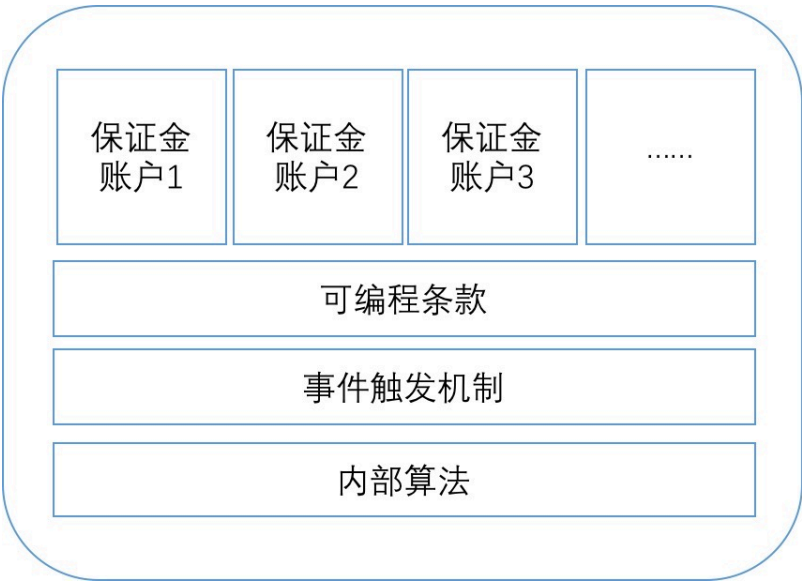 保证金
账户1
保证金
账户2
保证金
账户3
……
可编程条款
事件触发机制
内部算法